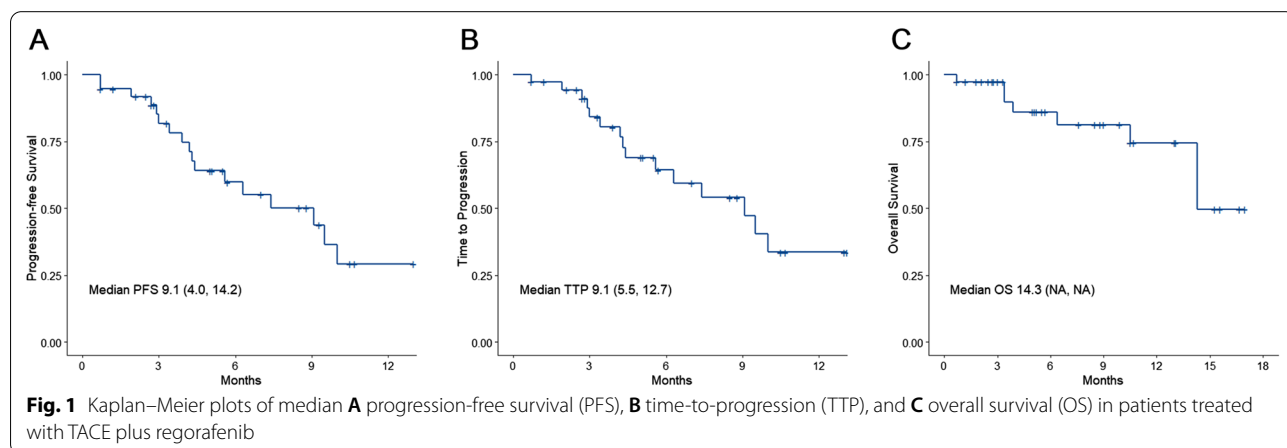 A
Progression-free Survival
1.00
0.75
0.50
0.25
0.00
Median PFS 9.1 (4.0, 14.2)
0 3 6 9 12
Months
B
Time to Progression
1.00
0.75
0.50
0.25
0.00
Median TTP 9.1 (5.5, 12.7)
0 3 6 9 12
Months
C
Overall Survival
1.00
0.75
0.50
0.25
0.00
Median OS 14.3 (NA, NA)
0 3 6 9 12 15 18
Months
Fig. 1 Kaplan–Meier plots of median A progression-free survival (PFS), B time-to-progression (TTP), and C overall survival (OS) in patients treated
with TACE plus regorafenib